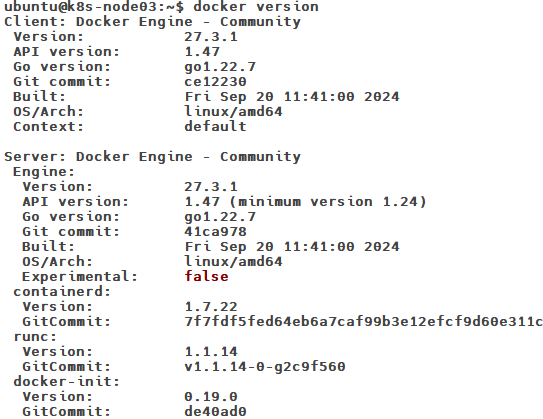 ubuntu@k8s-node03:~$ docker version
Client: Docker Engine - Community
 Version:           27.3.1
 API version:       1.47
 Go version:        go1.22.7
 Git commit:        ce12230
 Built:             Fri Sep 20 11:41:00 2024
 OS/Arch:           linux/amd64
 Context:           default

Server: Docker Engine - Community
 Engine:
  Version:          27.3.1
  API version:      1.47 (minimum version 1.24)
  Go version:       go1.22.7
  Git commit:       41ca978
  Built:            Fri Sep 20 11:41:00 2024
  OS/Arch:          linux/amd64
  Experimental:     false
 containerd:
  Version:          1.7.22
  GitCommit:        7f7fdf5fed64eb6a7caf99b3e12efcf9d60e311c
 runc:
  Version:          1.1.14
  GitCommit:        v1.1.14-0-g2c9f560
 docker-init:
  Version:          0.19.0
  GitCommit:        de40ad0